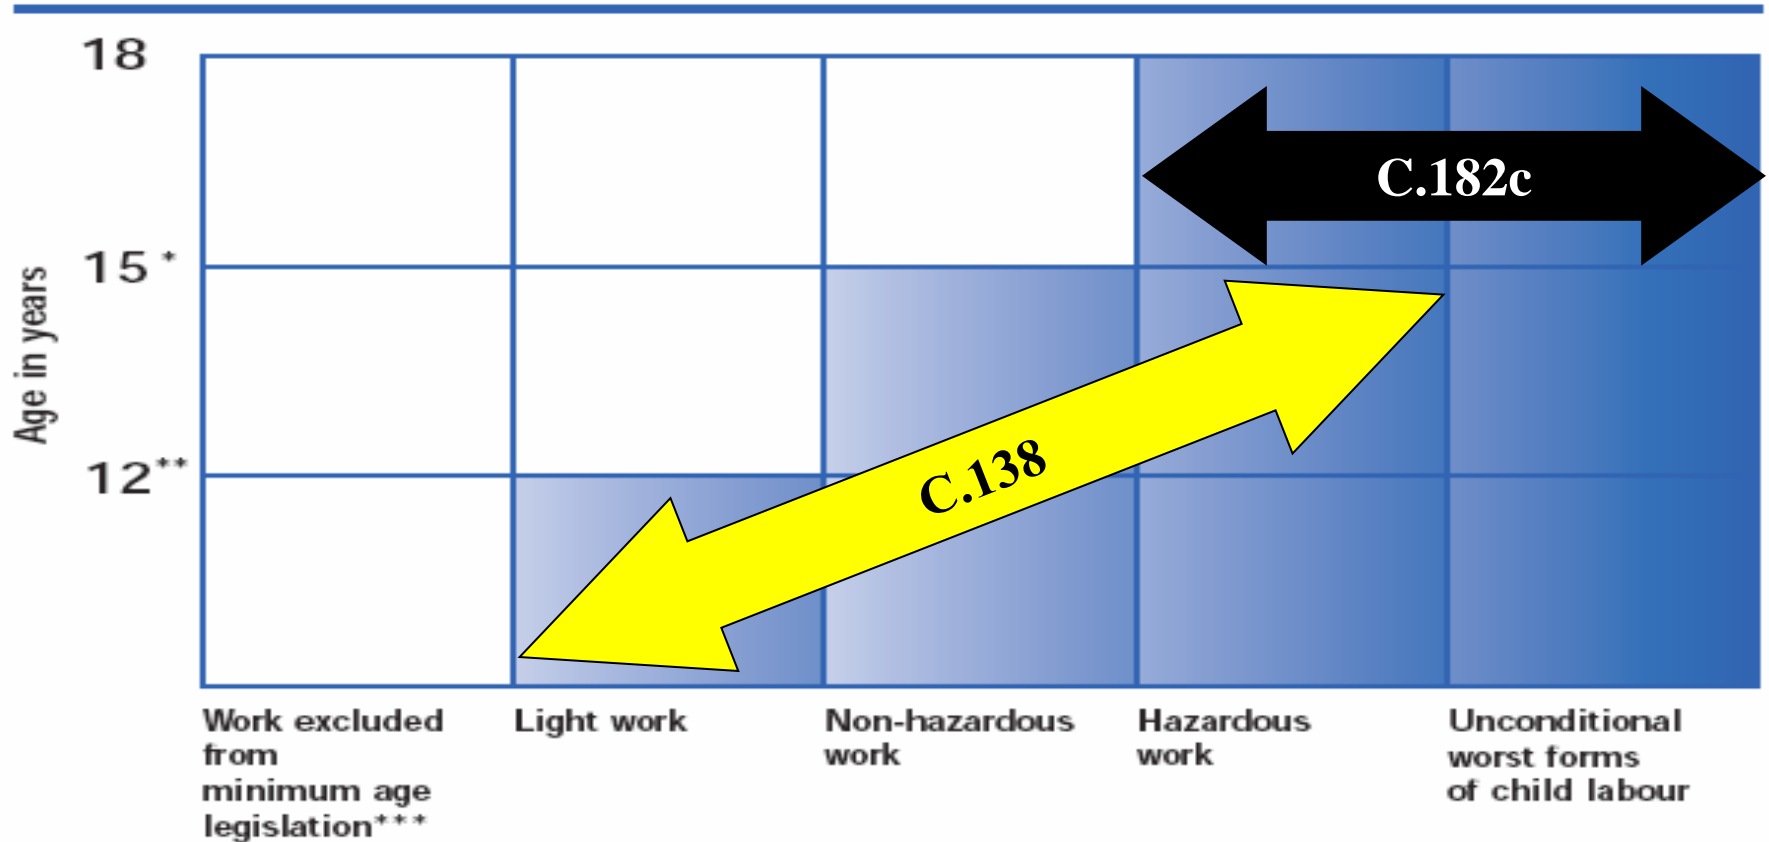 18
15 *
12**
Age in years
C.182c
C.138
Work excluded
from
minimum age
legislation***
Light work
Non-hazardous
work
Hazardous
work
Unconditional
worst forms
of child labour